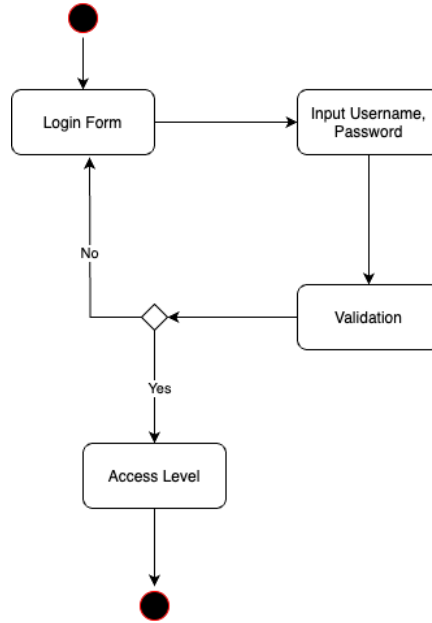 Login Form
Input Username,
Password
No
Validation
Yes
Access Level